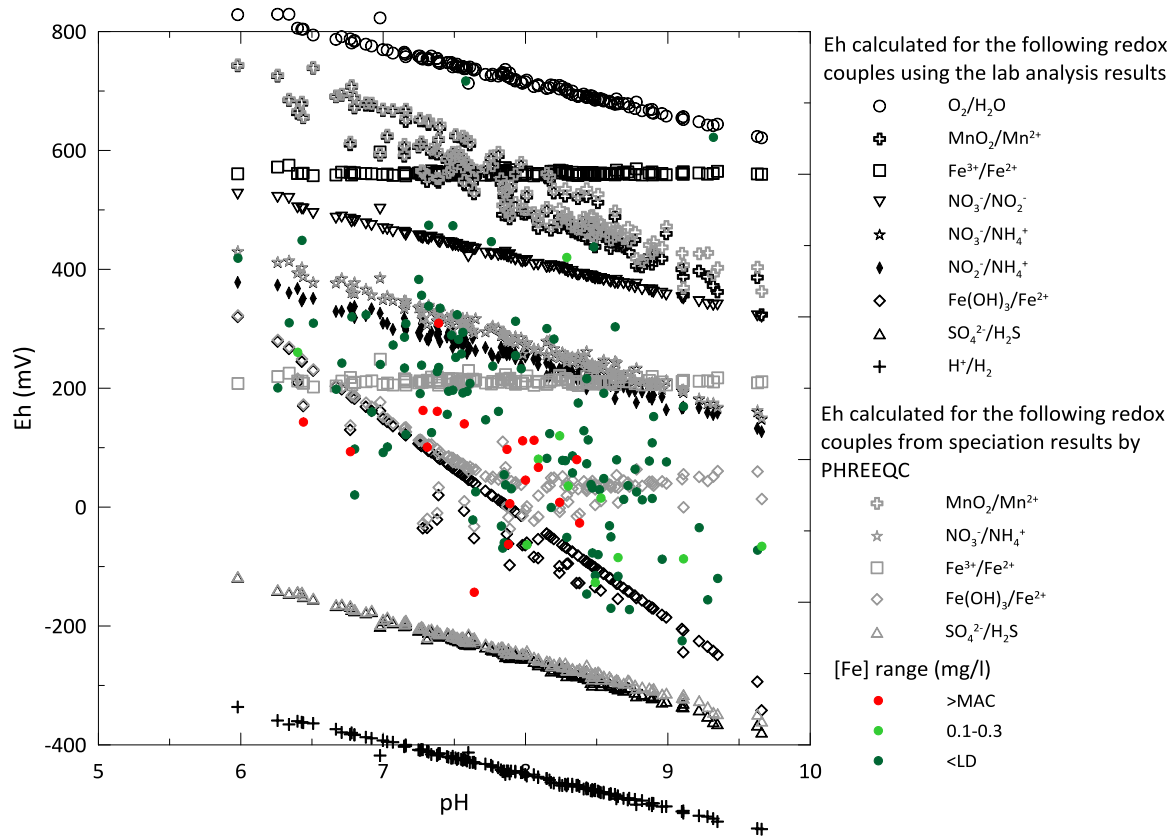 800
600
400
200
0
-200
-400
Eh (mV)
5
6
7
8
9
10
pH
Eh calculated for the following redox
couples using the lab analysis results
O₂/H₂O
MnO₂/Mn²⁺
Fe³⁺/Fe²⁺
NO₃⁻/NO₂⁻
NO₃⁻/NH₄⁺
NO₂⁻/NH₄⁺
Fe(OH)₃/Fe²⁺
SO₄²⁻/H₂S
H⁺/H₂
Eh calculated for the following redox
couples from speciation results by
PHREEQC
MnO₂/Mn²⁺
NO₃⁻/NH₄⁺
Fe³⁺/Fe²⁺
Fe(OH)₃/Fe²⁺
SO₄²⁻/H₂S
[Fe] range (mg/l)
>MAC
0.1-0.3
<LD